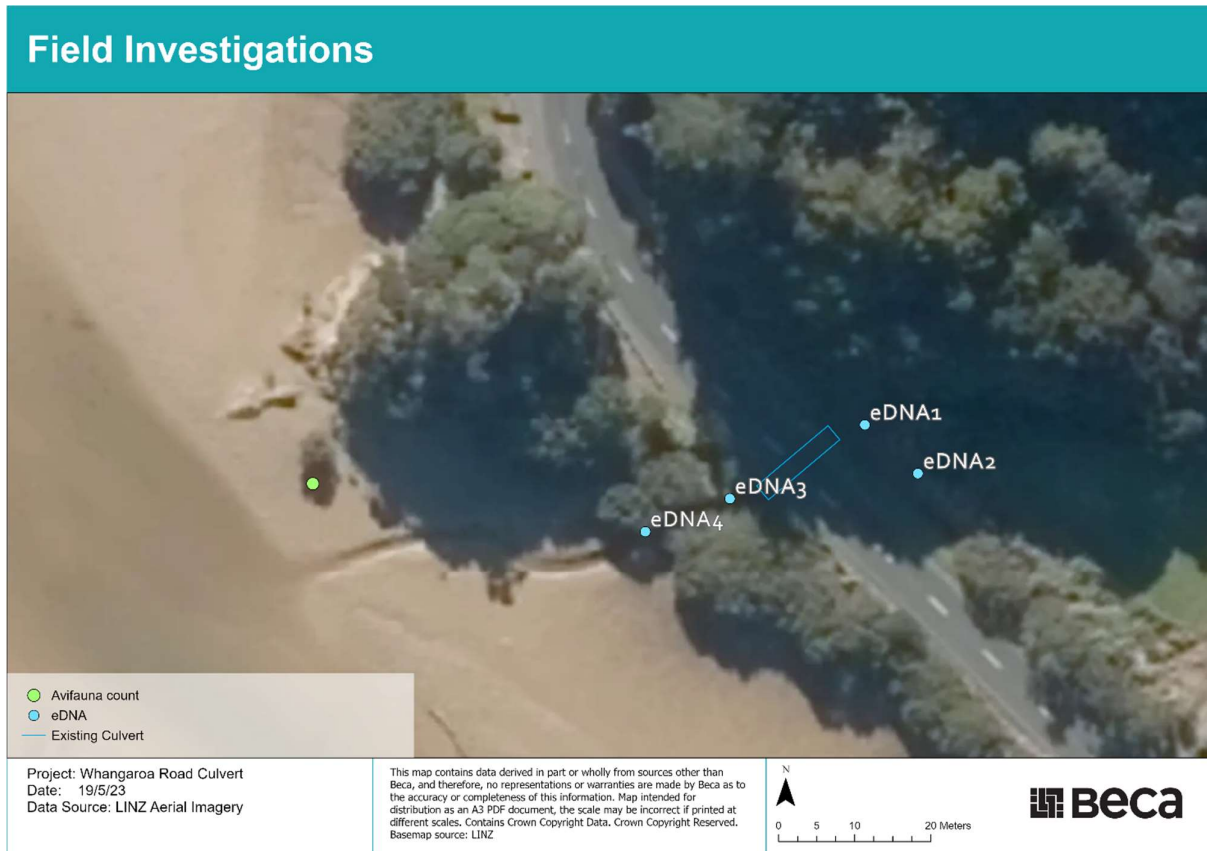 Field Investigations
eDNA1
eDNA2
eDNA3
eDNA4
Avifauna count
eDNA
Existing Culvert
Project: Whangaroa Road Culvert
Date: 19/5/23
Data Source: LINZ Aerial Imagery
This map contains data derived in part or wholly from sources other than
Beca, and therefore, no representations or warranties are made by Beca as to
the accuracy or completeness of this information. Map intended for
distribution as an A3 PDF document, the scale may be incorrect if printed at
different scales. Contains Crown Copyright Data. Crown Copyright Reserved.
Basemap source: LINZ
N
0 5 10 20 Meters
Beca